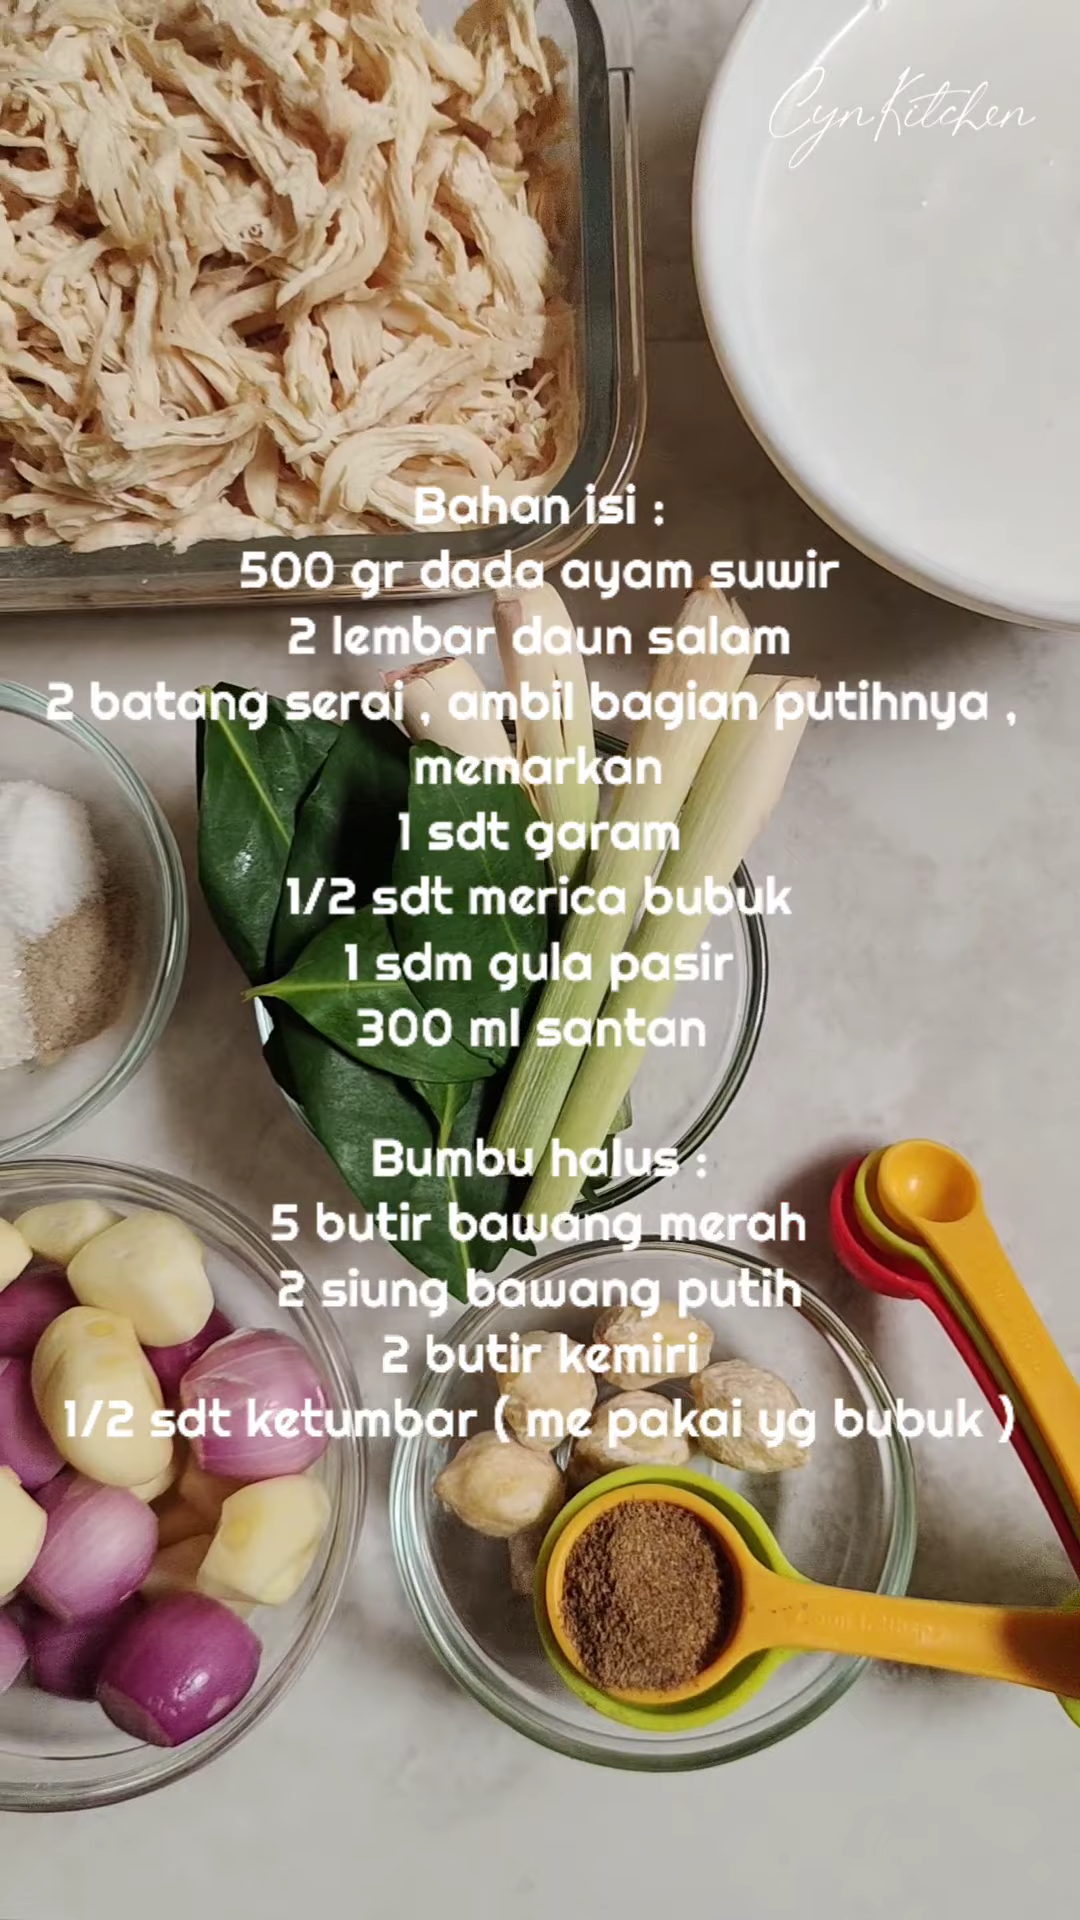 CynKitchen
Bahan isi :
500 gr dada ayam suwir
2 lembar daun salam
2 batang serai , ambil bagian putihnya ,
memarkan
1 sdt garam
1/2 sdt merica bubuk
1 sdm gula pasir
300 ml santan
Bumbu halus :
5 butir bawang merah
2 siung bawang putih
2 butir kemiri
1/2 sdt ketumbar ( me pakai yg bubuk )